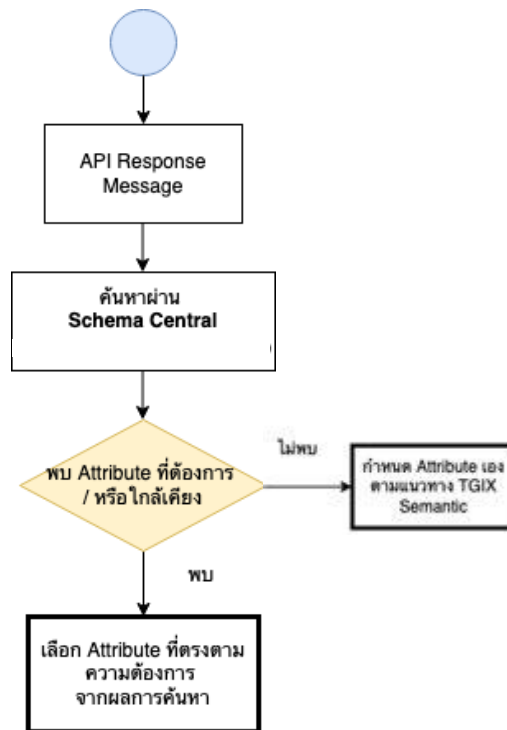 API Response
Message
ค้นหาผ่าน
Schema Central
พบ Attribute ที่ต้องการ
/ หรือใกล้เคียง
ไม่พบ
กำหนด Attribute เอง
ตามแนวทาง TGIX
Semantic
พบ
เลือก Attribute ที่ตรงตาม
ความต้องการ
จากผลการค้นหา